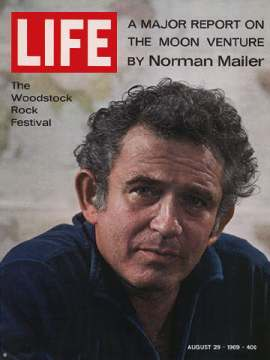 LIFE
A MAJOR REPORT ON
THE MOON VENTURE
BY Norman Mailer
The
Woodstock
Rock
Festival
AUGUST 29 · 1969 · 40¢